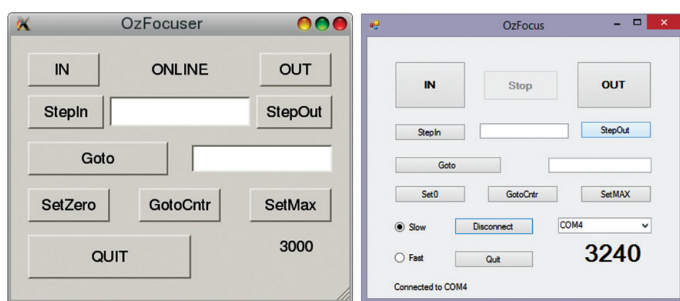 OzFocuser
IN ONLINE OUT
StepIn StepOut
Goto
SetZero GotoCntr SetMax
QUIT 3000
OzFocus
IN Stop OUT
StepIn StepOut
Goto
Set0 GotoCntr SetMAX
Slow Disconnect COM4
Fast Quit 3240
Connected to COM4